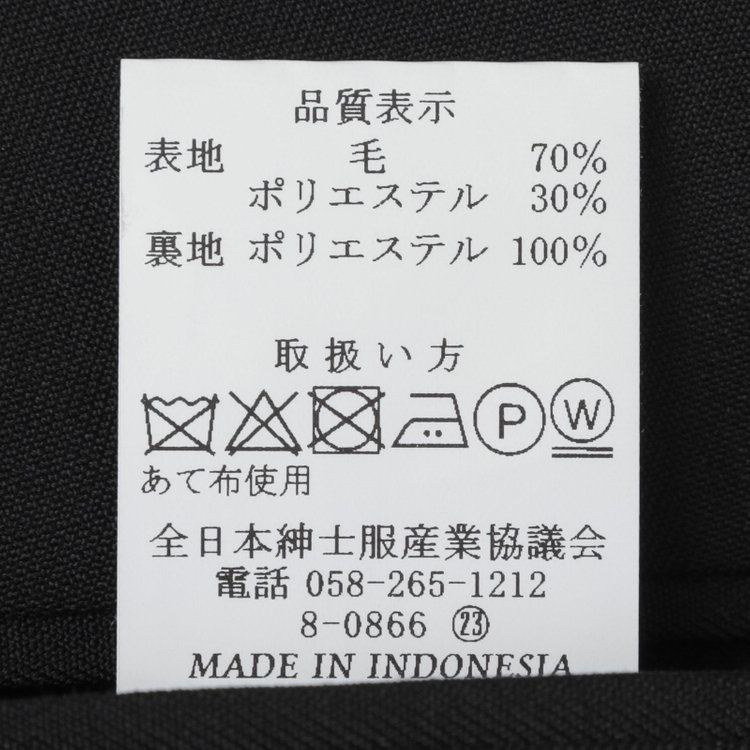 品質表示
表地 毛 70%
ポリエステル 30%
裏地 ポリエステル 100%
取扱い方
P W
あて布使用
全日本紳士服産業協議会
電話 058-265-1212
8-0866 ㉓
MADE IN INDONESIA